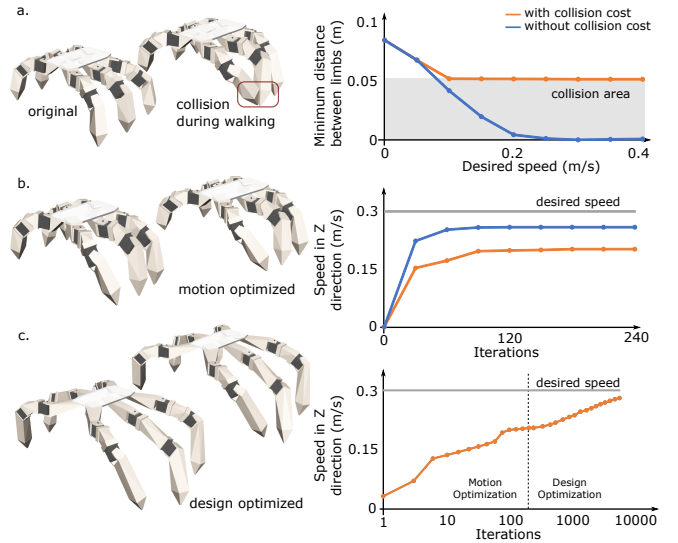 a.
original
collision
during walking
Minimum distance
between limbs (m)
0.1
0.05
0
with collision cost
without collision cost
collision area
0
0.2
0.4
Desired speed (m/s)
b.
motion optimized
Speed in Z
direction (m/s)
0.3
0.15
0
desired speed
0
120
240
Iterations
c.
design optimized
Speed in Z
direction (m/s)
0.3
0.15
0
desired speed
Motion
Optimization
Design
Optimization
1
10
100
1000
10000
Iterations